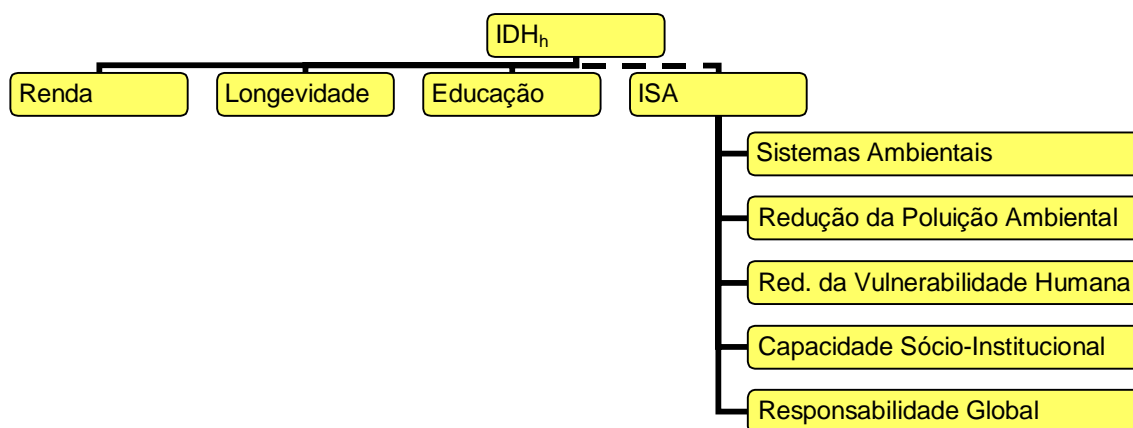 IDHh
Renda
Longevidade
Educação
ISA
Sistemas Ambientais
Redução da Poluição Ambiental
Red. da Vulnerabilidade Humana
Capacidade Sócio-Institucional
Responsabilidade Global